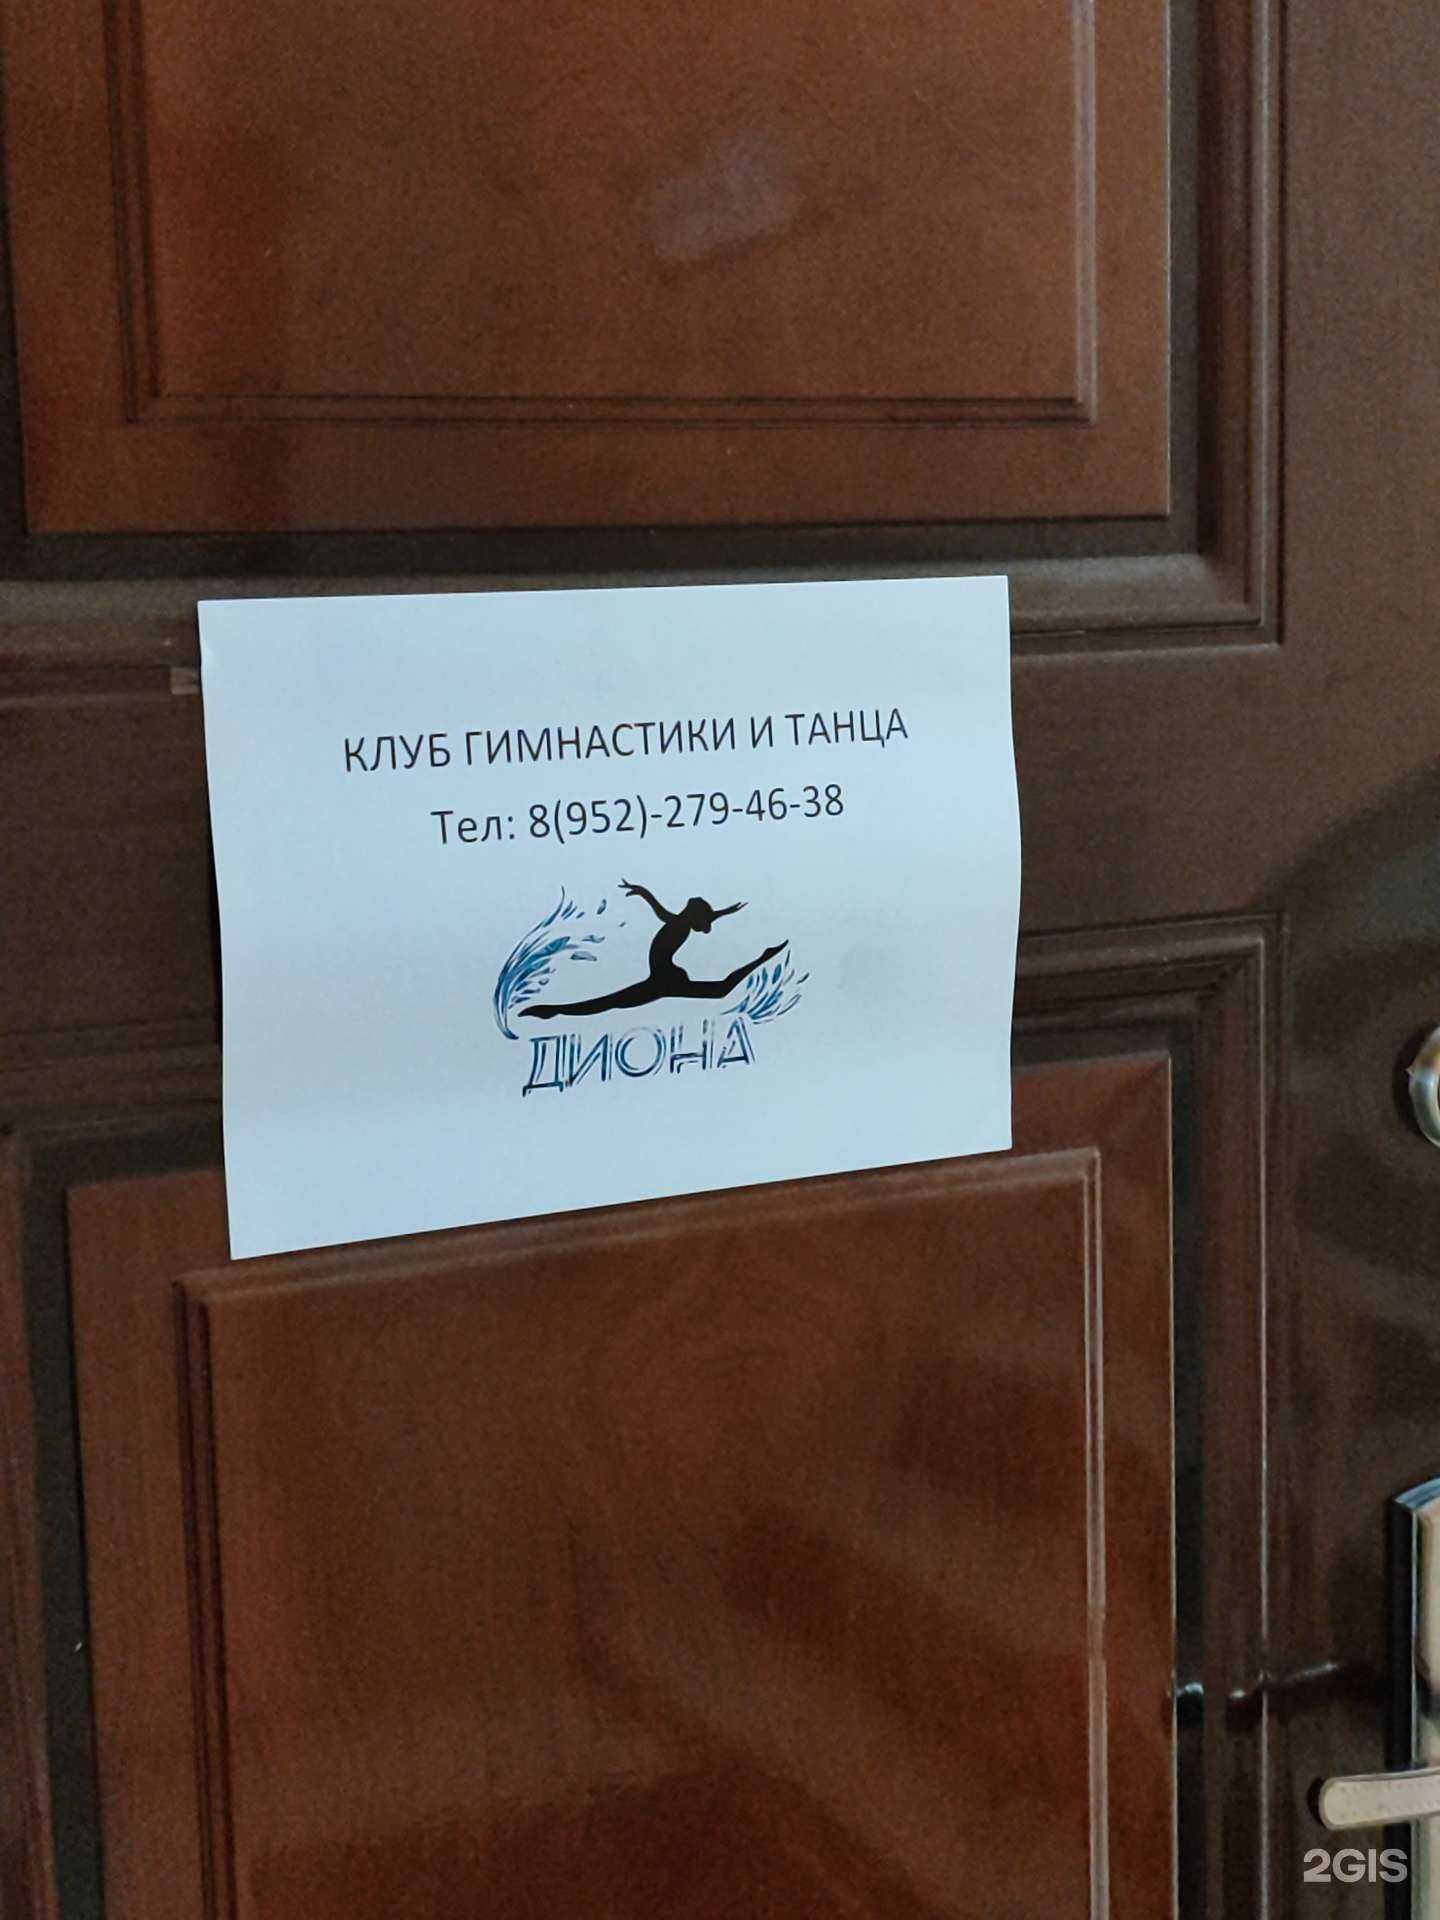 КЛУБ ГИМНАСТИКИ И ТАНЦА
Тел: 8(952)-279-46-38
ДИОНА
2GIS